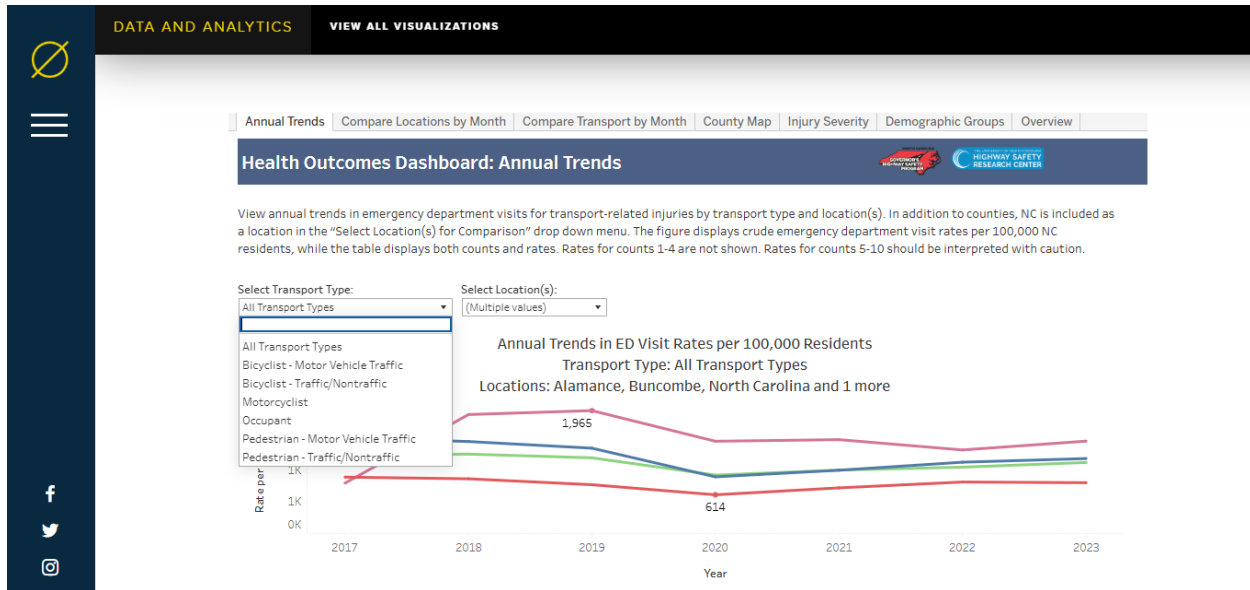 DATA AND ANALYTICS
VIEW ALL VISUALIZATIONS
Annual Trends
Compare Locations by Month
Compare Transport by Month
County Map
Injury Severity
Demographic Groups
Overview
Health Outcomes Dashboard: Annual Trends
GOVERNOR'S
HIGHWAY SAFETY
PROGRAM
HIGHWAY SAFETY
RESEARCH CENTER
View annual trends in emergency department visits for transport-related injuries by transport type and location(s). In addition to counties, NC is included as
a location in the “Select Location(s) for Comparison” drop down menu. The figure displays crude emergency department visit rates per 100,000 NC
residents, while the table displays both counts and rates. Rates for counts 1-4 are not shown. Rates for counts 5-10 should be interpreted with caution.
Select Transport Type:
Select Location(s):
All Transport Types
(Multiple values)
All Transport Types
Bicyclist - Motor Vehicle Traffic
Bicyclist - Traffic/Nontraffic
Motorcyclist
Occupant
Pedestrian - Motor Vehicle Traffic
Pedestrian - Traffic/Nontraffic
Annual Trends in ED Visit Rates per 100,000 Residents
Transport Type: All Transport Types
Locations: Alamance, Buncombe, North Carolina and 1 more
1,965
614
Rate per
1K
1K
0K
2017
2018
2019
2020
2021
2022
2023
Year